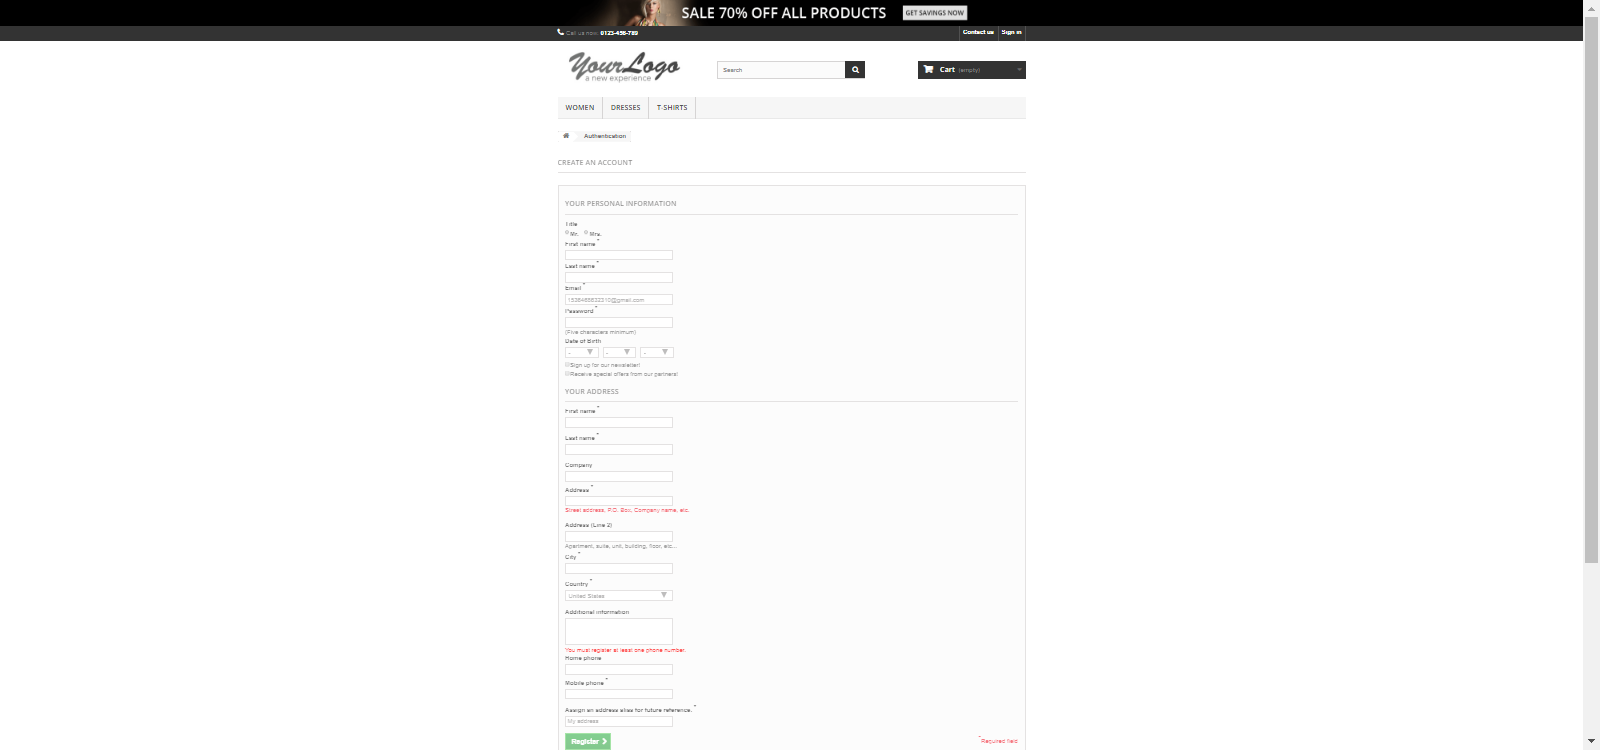 SALE 70% OFF ALL PRODUCTS GET SAVINGS NOW
Call us now: 0123-456-789 Contact us Sign in
YourLogo
a new experience
Search
Cart (empty)
WOMEN DRESSES T-SHIRTS
Authentication
CREATE AN ACCOUNT
YOUR PERSONAL INFORMATION
Title
Mr. Mrs.
First name *
Last name *
Email *
Password *
(Five characters minimum)
Date of Birth
- - -
Sign up for our newsletter!
Receive special offers from our partners!
YOUR ADDRESS
First name *
Last name *
Company
Address *
Street address, P.O. Box, Company name, etc.
Address (Line 2)
Apartment, suite, unit, building, floor, etc...
City *
Country *
United States
Additional information
You must register at least one phone number.
Home phone
Mobile phone *
Assign an address alias for future reference. *
My address
Register
*Required field